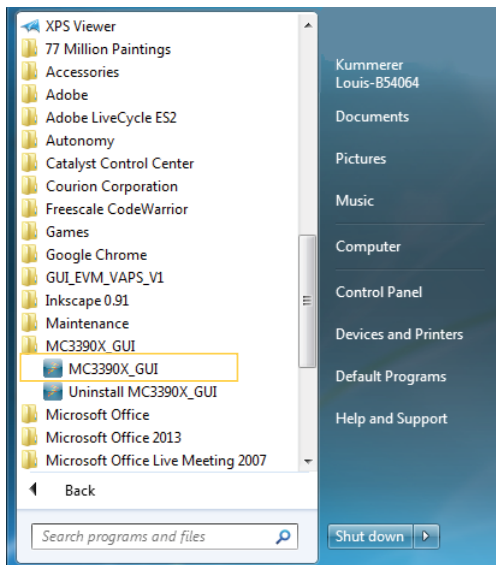 XPS Viewer
77 Million Paintings
Accessories
Adobe
Adobe LiveCycle ES2
Autonomy
Catalyst Control Center
Courion Corporation
Freescale CodeWarrior
Games
Google Chrome
GUI_EVM_VAPS_V1
Inkscape 0.91
Maintenance
MC3390X_GUI
MC3390X_GUI
Uninstall MC3390X_GUI
Microsoft Office
Microsoft Office 2013
Microsoft Office Live Meeting 2007
Back
Search programs and files
Kummerer
Louis-B54064
Documents
Pictures
Music
Computer
Control Panel
Devices and Printers
Default Programs
Help and Support
Shut down